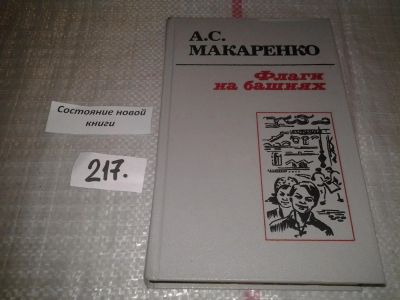 А.С.
МАКАРЕНКО
Флаги
на башнях
Состояние новой
книги
217.